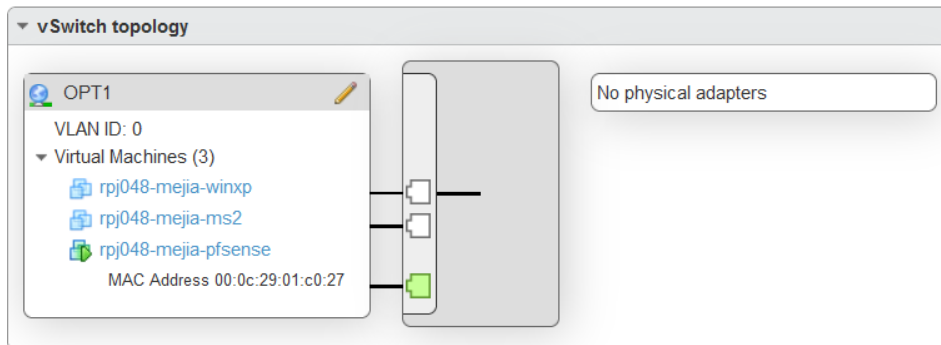 vSwitch topology
OPT1
VLAN ID: 0
Virtual Machines (3)
rpj048-mejia-winxp
rpj048-mejia-ms2
rpj048-mejia-pfsense
MAC Address 00:0c:29:01:c0:27
No physical adapters